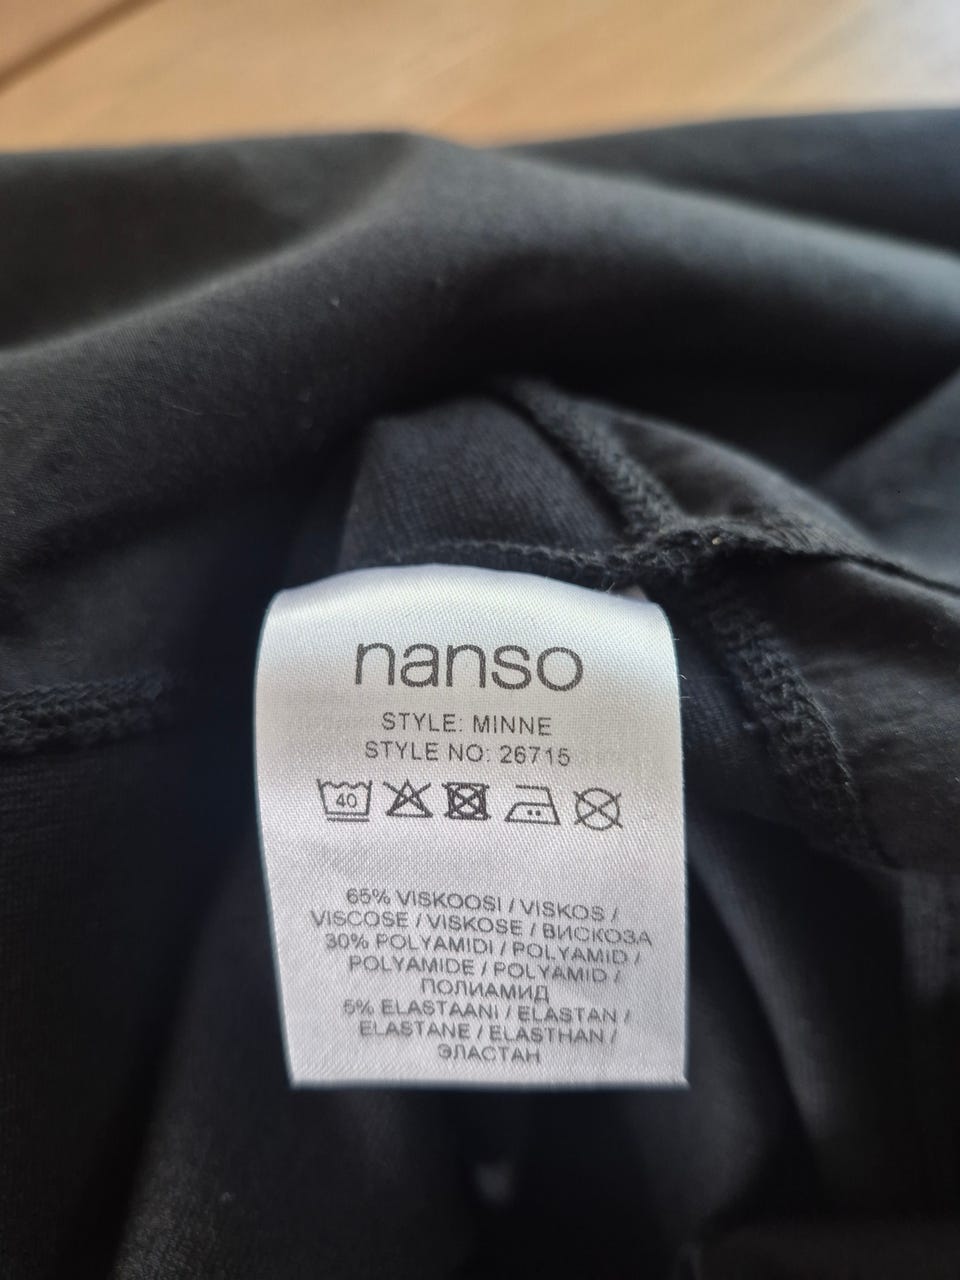 nanso
STYLE: MINNE
STYLE NO: 26715
40
65% VISKOOSI / VISKOS /
VISCOSE / VISKOSE / ВИСКОЗА
30% POLYAMIDI / POLYAMID /
POLYAMIDE / POLYAMID /
ПОЛИАМИД
5% ELASTAANI / ELASTAN /
ELASTANE / ELASTHAN /
ЭЛАСТАН